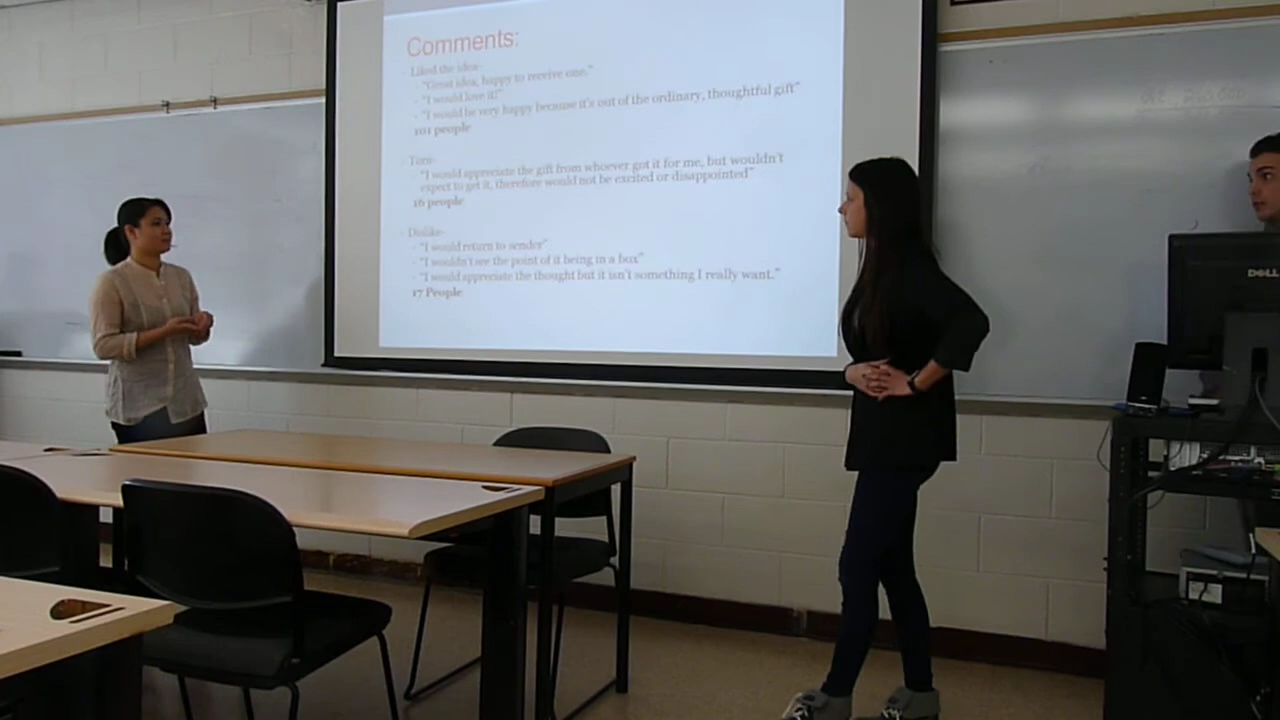 Comments:
- Liked the idea-
- "Great idea, happy to receive one."
- "I would love it!"
- "I would be very happy because it's out of the ordinary, thoughtful gift"
101 people
- Torn-
"I would appreciate the gift from whoever got it for me, but wouldn't
expect to get it, therefore would not be excited or disappointed"
16 people
- Dislike-
- "I would return to sender"
- "I wouldn't see the point of it being in a box"
- "I would appreciate the thought but it isn't something I really want."
17 People
DELL